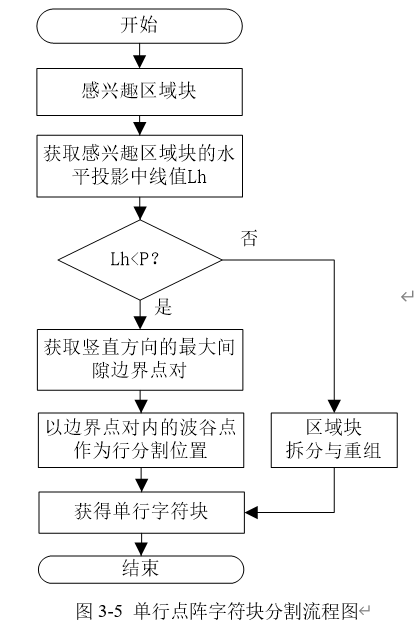 开始
感兴趣区域块
获取感兴趣区域块的水
平投影中线值Lh
Lh<P?
否
是
获取竖直方向的最大间
隙边界点对
以边界点对内的波谷点
作为行分割位置
区域块
拆分与重组
获得单行字符块
结束
图 3-5 单行点阵字符块分割流程图